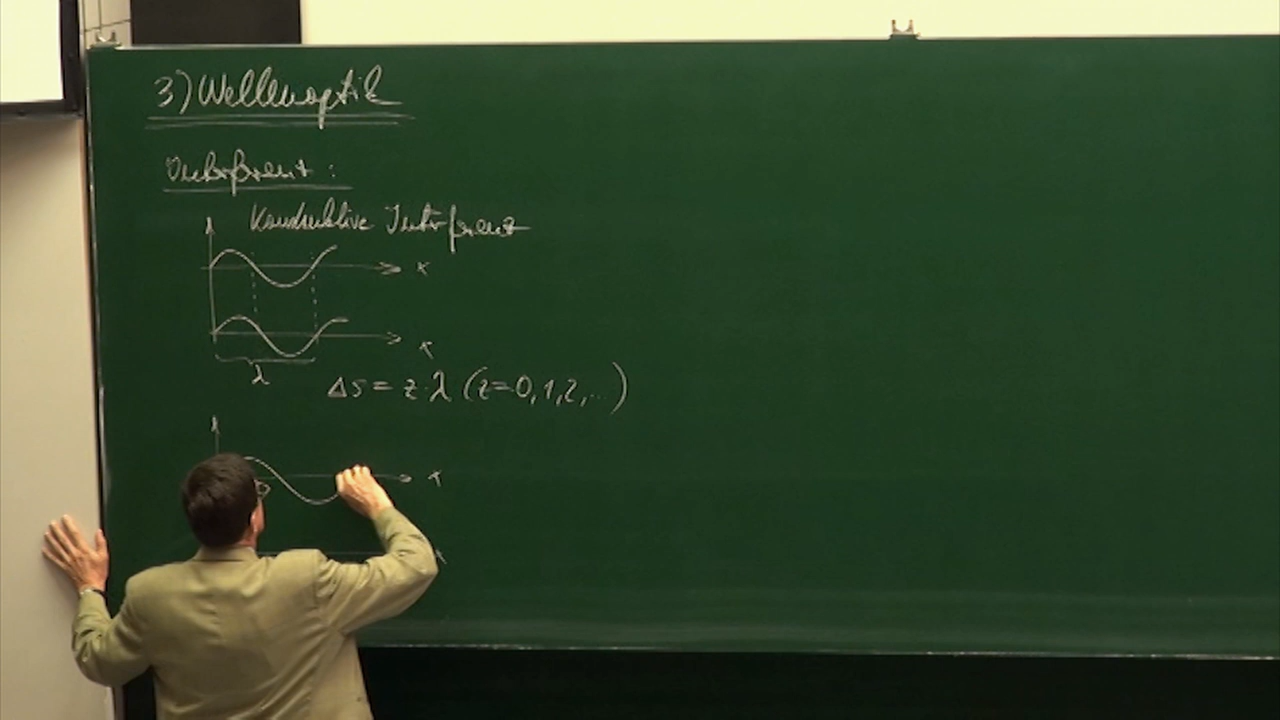 3) Wellenoptik
Interferenz :
Konstruktive Interferenz
x
x
λ
Δs = z·λ (z=0,1,2,...)
x